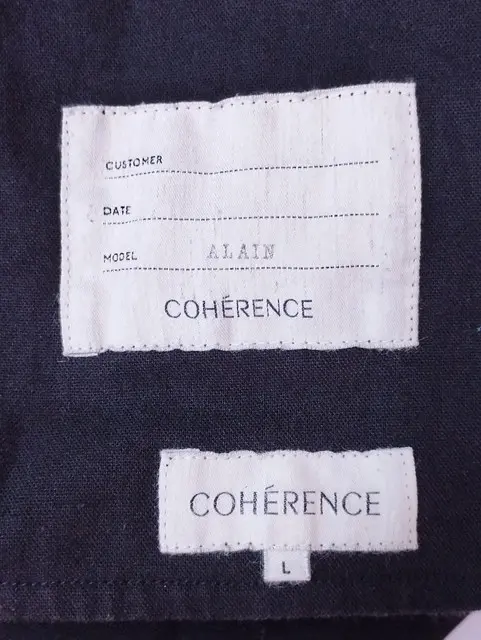 CUSTOMER
DATE
MODEL ALAIN
COHÉRENCE
COHÉRENCE
L